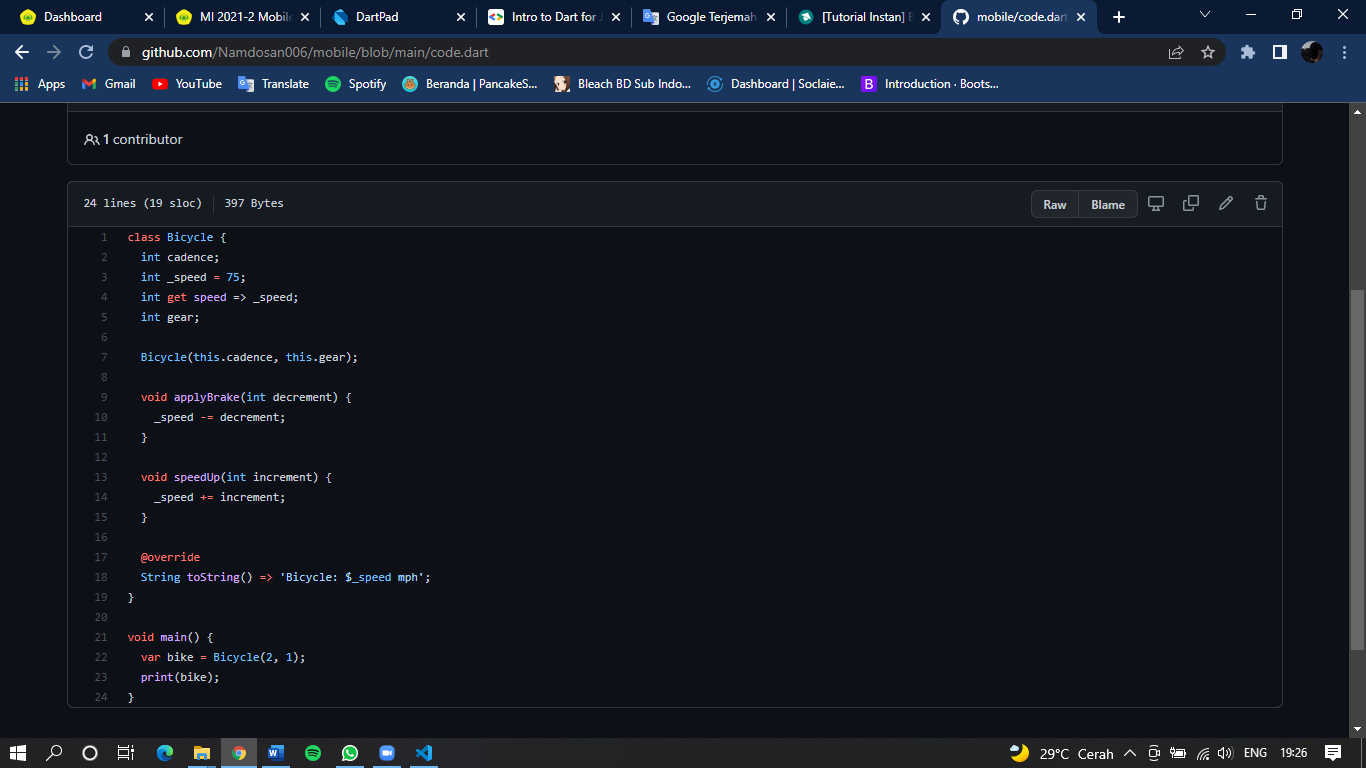 Dashboard
MI 2021-2 Mobile
DartPad
Intro to Dart for J
Google Terjemah
[Tutorial Instan] B
mobile/code.dart
github.com/Namdosan006/mobile/blob/main/code.dart
Apps
Gmail
YouTube
Translate
Spotify
Beranda | PancakeS...
Bleach BD Sub Indo...
Dashboard | Soclaie...
B Introduction · Boots...
1 contributor
24 lines (19 sloc) 397 Bytes
Raw Blame
1 class Bicycle {
2   int cadence;
3   int _speed = 75;
4   int get speed => _speed;
5   int gear;
6
7   Bicycle(this.cadence, this.gear);
8
9   void applyBrake(int decrement) {
10     _speed -= decrement;
11   }
12
13   void speedUp(int increment) {
14     _speed += increment;
15   }
16
17   @override
18   String toString() => 'Bicycle: $_speed mph';
19 }
20
21 void main() {
22   var bike = Bicycle(2, 1);
23   print(bike);
24 }
29°C Cerah
ENG
19:26